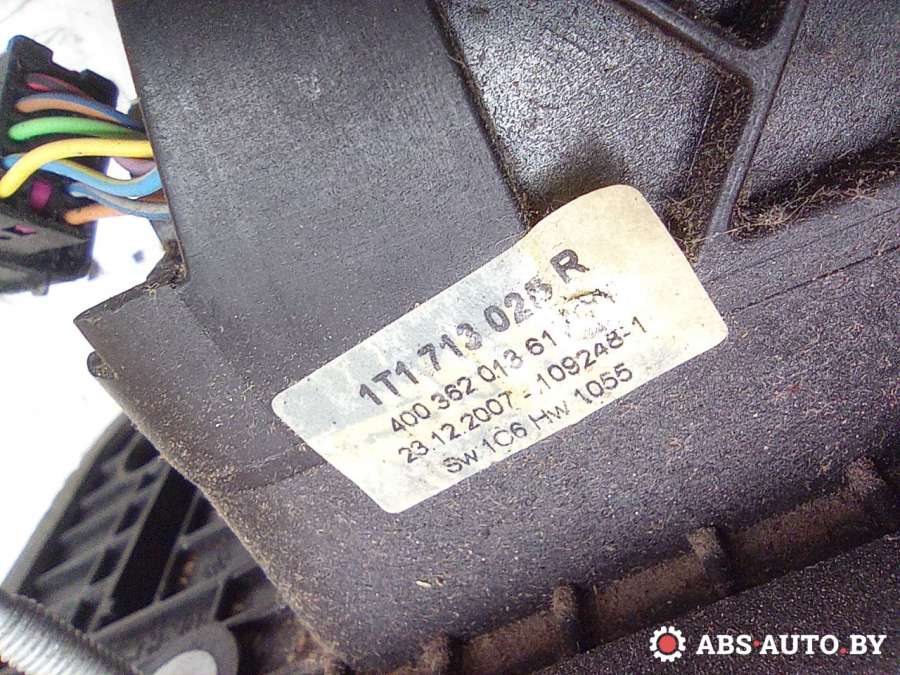 1T1 713 025 R
400 362 013 61
23.12.2007 - 109248-1
Sw 1C6 Hw 1055
ABS-AUTO.BY